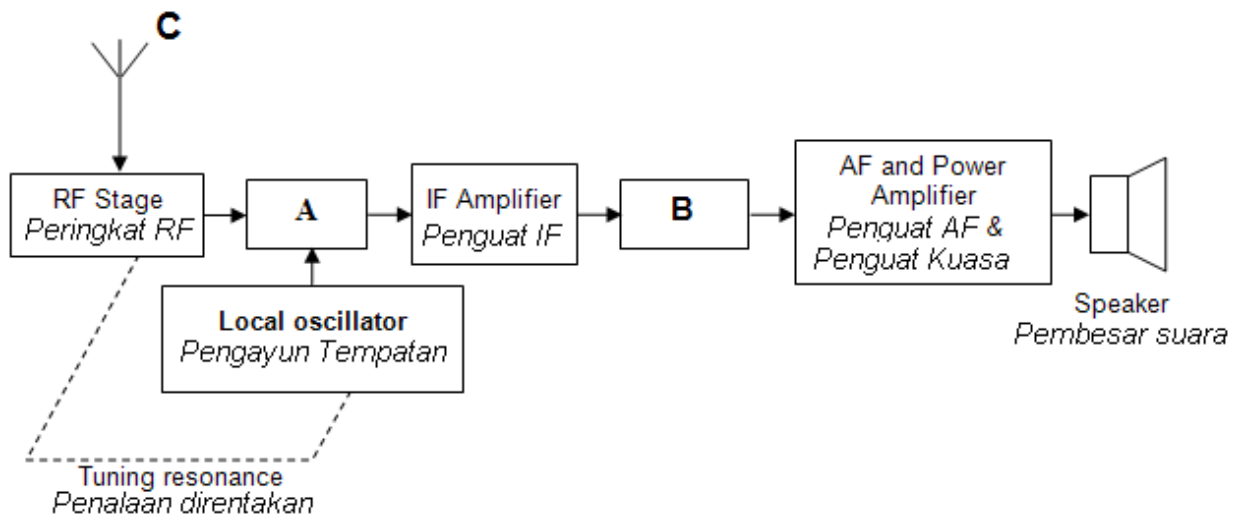 C
RF Stage
Peringkat RF
A
IF Amplifier
Penguat IF
B
AF and Power
Amplifier
Penguat AF &
Penguat Kuasa
Local oscillator
Pengayun Tempatan
Speaker
Pembesar suara
Tuning resonance
Penalaan direntakan